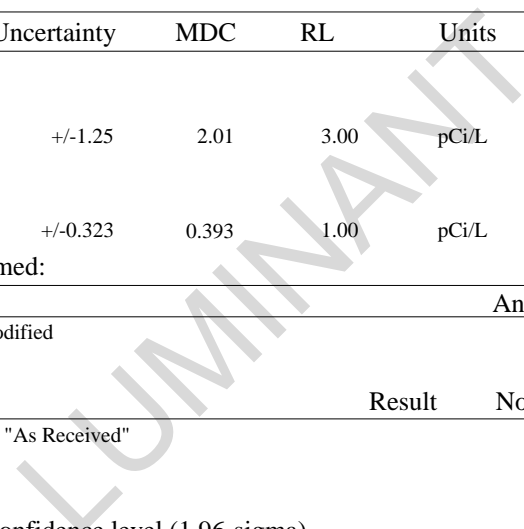 Uncertainty MDC RL Units
+/-1.25 2.01 3.00 pCi/L
+/-0.323 0.393 1.00 pCi/L
med:
An
odified
Result No
"As Received"
onfidence level (1.96-sigma)
LUMINANT